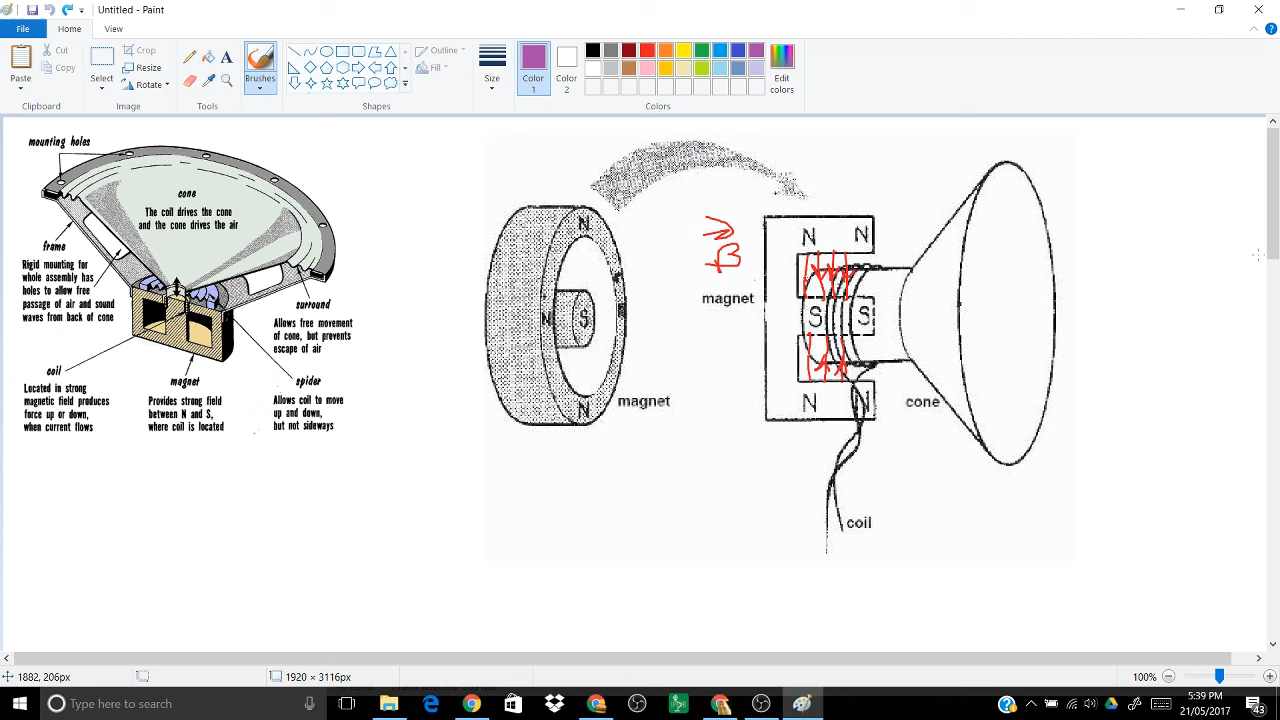 Untitled - Paint
File
Home
View
Paste
Cut
Copy
Clipboard
Select
Crop
Resize
Rotate
Image
Tools
Brushes
Shapes
Outline
Fill
Size
Color
1
Color
2
Colors
Edit
colors
mounting holes
cone
The coil drives the cone
and the cone drives the air
frame
Rigid mounting for
whole assembly has
holes to allow free
passage of air and sound
waves from back of cone
surround
Allows free movement
of cone, but prevents
escape of air
coil
Located in strong
magnetic field produces
force up or down,
when current flows
magnet
Provides strong field
between N and S,
where coil is located
spider
Allows coil to move
up and down,
but not sideways
N
N
S
N
magnet
B
magnet
N
N
S
S
N
N
cone
coil
1882, 206px
1920 × 3116px
100%
Type here to search
5:39 PM
21/05/2017